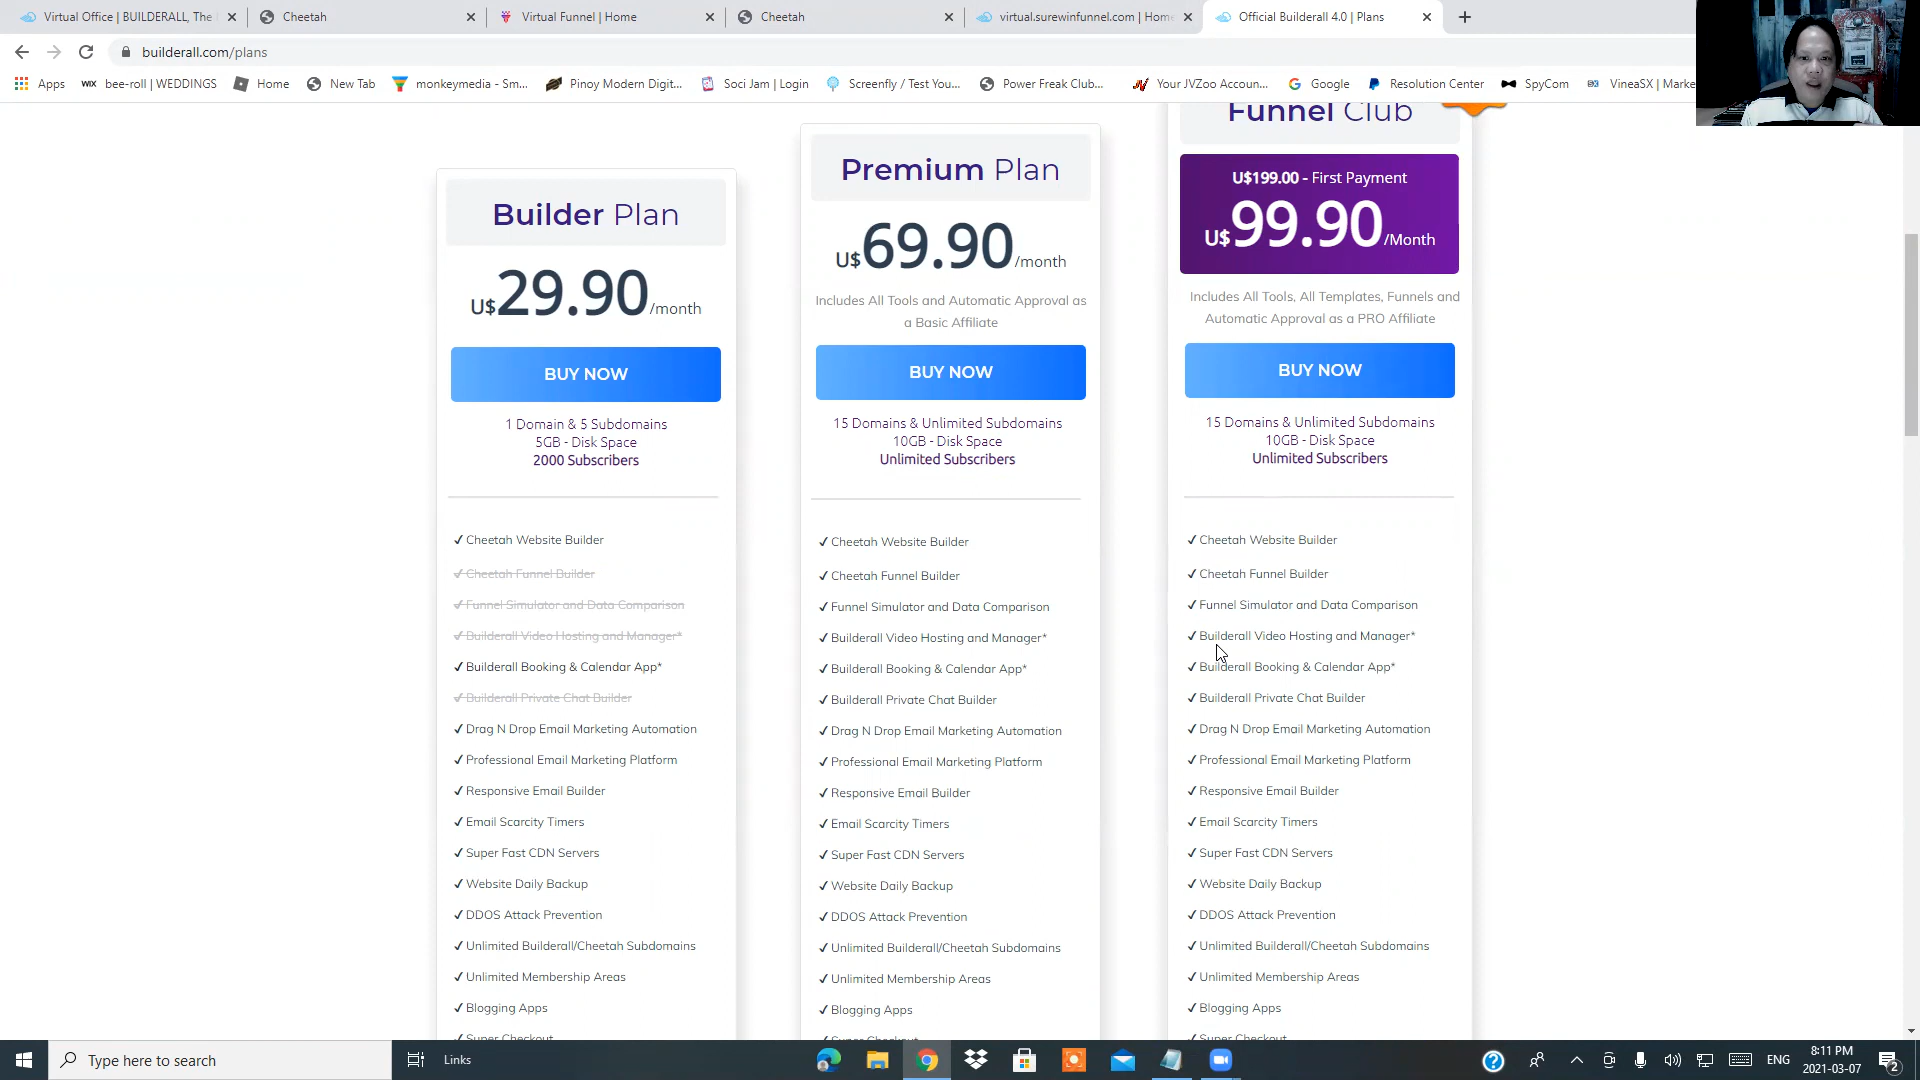 Virtual Office | BUILDERALL, The
Cheetah
Virtual Funnel | Home
Cheetah
virtual.surewinfunnel.com | Home
Official Builderall 4.0 | Plans
builderall.com/plans
Apps
WIX bee-roll | WEDDINGS
Home
New Tab
monkeymedia - Sm...
Pinoy Modern Digit...
Soci Jam | Login
Screenfly / Test You...
Power Freak Club...
Your JVZoo Accoun...
Google
Resolution Center
SpyCom
VineaSX | Marke
Builder Plan
U$29.90/month
BUY NOW
1 Domain & 5 Subdomains
5GB - Disk Space
2000 Subscribers
✓ Cheetah Website Builder
✓ Cheetah Funnel Builder
✓ Funnel Simulator and Data Comparison
✓ Builderall Video Hosting and Manager*
✓ Builderall Booking & Calendar App*
✓ Builderall Private Chat Builder
✓ Drag N Drop Email Marketing Automation
✓ Professional Email Marketing Platform
✓ Responsive Email Builder
✓ Email Scarcity Timers
✓ Super Fast CDN Servers
✓ Website Daily Backup
✓ DDOS Attack Prevention
✓ Unlimited Builderall/Cheetah Subdomains
✓ Unlimited Membership Areas
✓ Blogging Apps
✓ Super Checkout
Premium Plan
U$69.90/month
Includes All Tools and Automatic Approval as
a Basic Affiliate
BUY NOW
15 Domains & Unlimited Subdomains
10GB - Disk Space
Unlimited Subscribers
✓ Cheetah Website Builder
✓ Cheetah Funnel Builder
✓ Funnel Simulator and Data Comparison
✓ Builderall Video Hosting and Manager*
✓ Builderall Booking & Calendar App*
✓ Builderall Private Chat Builder
✓ Drag N Drop Email Marketing Automation
✓ Professional Email Marketing Platform
✓ Responsive Email Builder
✓ Email Scarcity Timers
✓ Super Fast CDN Servers
✓ Website Daily Backup
✓ DDOS Attack Prevention
✓ Unlimited Builderall/Cheetah Subdomains
✓ Unlimited Membership Areas
✓ Blogging Apps
✓ Super Checkout
Funnel Club
U$199.00 - First Payment
U$99.90/Month
Includes All Tools, All Templates, Funnels and
Automatic Approval as a PRO Affiliate
BUY NOW
15 Domains & Unlimited Subdomains
10GB - Disk Space
Unlimited Subscribers
✓ Cheetah Website Builder
✓ Cheetah Funnel Builder
✓ Funnel Simulator and Data Comparison
✓ Builderall Video Hosting and Manager*
✓ Builderall Booking & Calendar App*
✓ Builderall Private Chat Builder
✓ Drag N Drop Email Marketing Automation
✓ Professional Email Marketing Platform
✓ Responsive Email Builder
✓ Email Scarcity Timers
✓ Super Fast CDN Servers
✓ Website Daily Backup
✓ DDOS Attack Prevention
✓ Unlimited Builderall/Cheetah Subdomains
✓ Unlimited Membership Areas
✓ Blogging Apps
✓ Super Checkout
Type here to search
Links
ENG
8:11 PM
2021-03-07
2